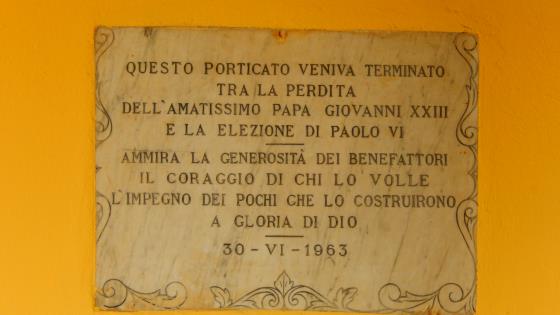 QUESTO PORTICATO VENIVA TERMINATO
TRA LA PERDITA
DELL'AMATISSIMO PAPA GIOVANNI XXIII
E LA ELEZIONE DI PAOLO VI
AMMIRA LA GENEROSITÀ DEI BENEFATTORI
IL CORAGGIO DI CHI LO VOLLE
L'IMPEGNO DEI POCHI CHE LO COSTRUIRONO
A GLORIA DI DIO
30-VI-1963